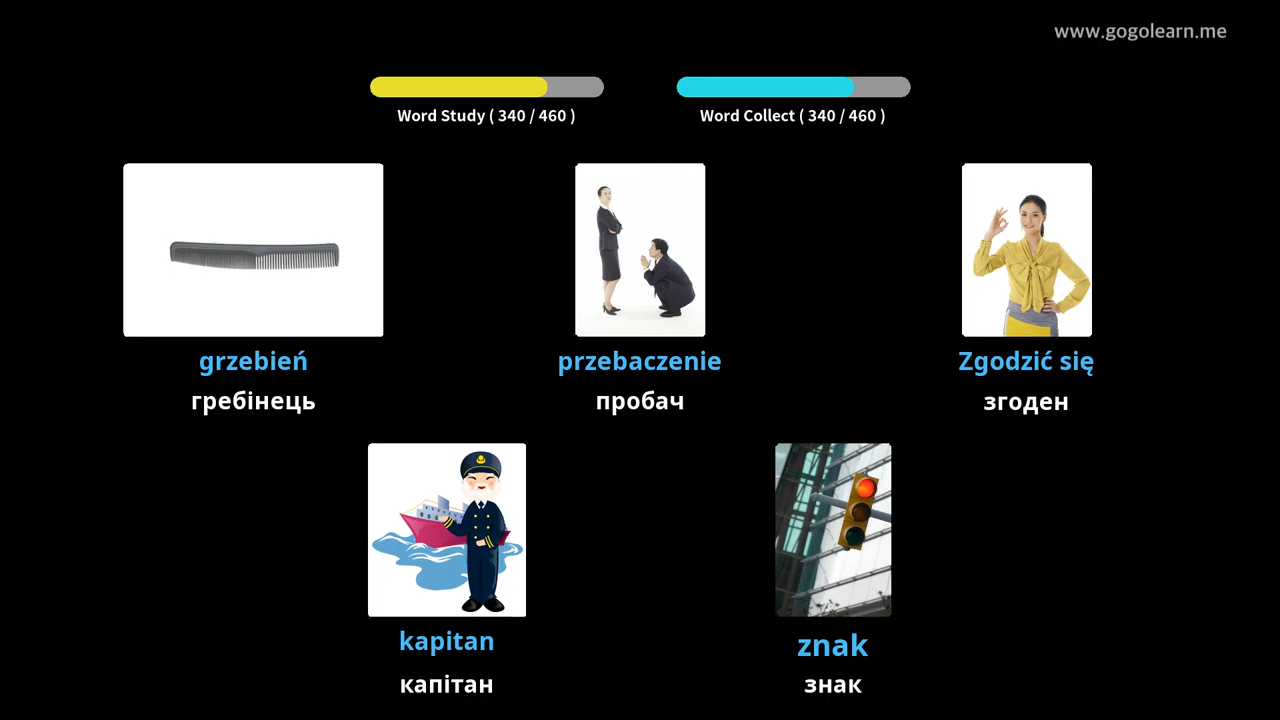 www.gogolearn.me
Word Study ( 340 / 460 )
Word Collect ( 340 / 460 )
grzebień
przebaczenie
Zgodzić się
гребінець
пробач
згоден
kapitan
znak
капітан
знак